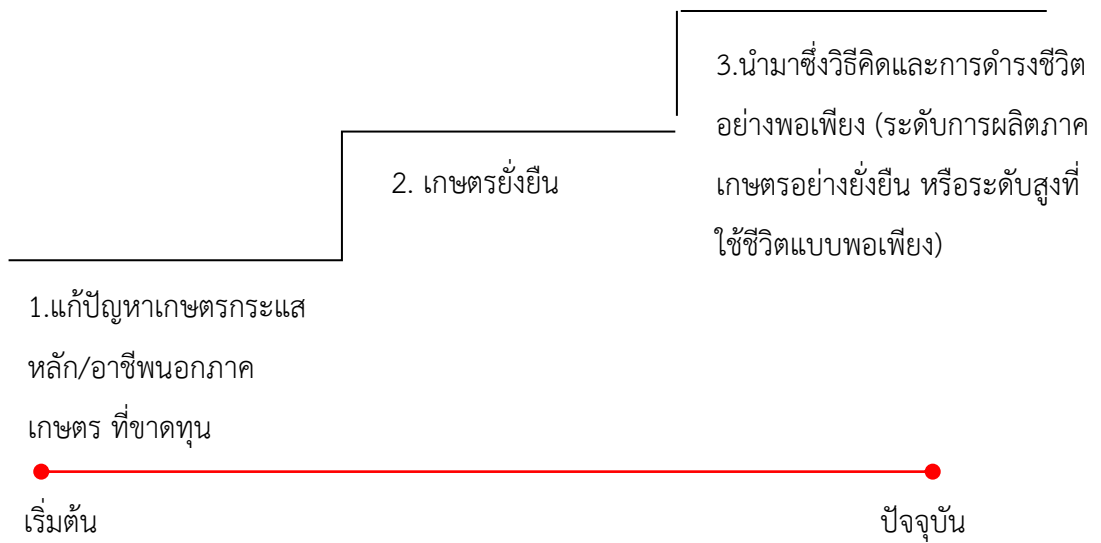 3.นำมาซึ่งวิธีคิดและการดำรงชีวิต
อย่างพอเพียง (ระดับการผลิตภาค
เกษตรอย่างยั่งยืน หรือระดับสูงที่
ใช้ชีวิตแบบพอเพียง)
2. เกษตรยั่งยืน
1.แก้ปัญหาเกษตรกระแส
หลัก/อาชีพนอกภาค
เกษตร ที่ขาดทุน
เริ่มต้น
ปัจจุบัน